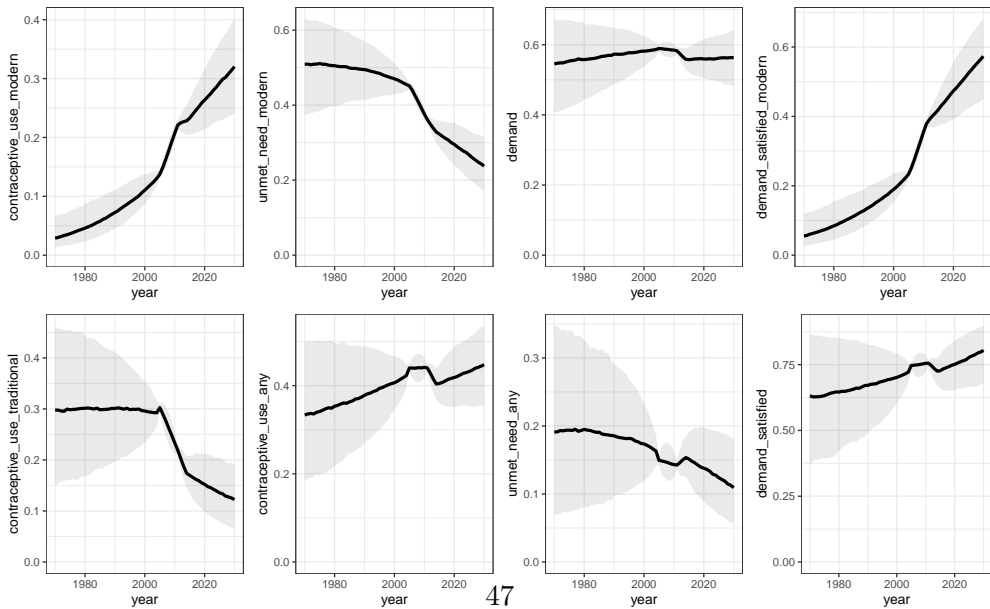 contraceptive_use_modern
0.4
0.3
0.2
0.1
0.0
1980 2000 2020
year
unmet_need_modern
0.6
0.4
0.2
0.0
1980 2000 2020
year
demand
0.6
0.4
0.2
0.0
1980 2000 2020
year
demand_satisfied_modern
0.6
0.4
0.2
0.0
1980 2000 2020
year
contraceptive_use_traditional
0.4
0.3
0.2
0.1
0.0
1980 2000 2020
year
contraceptive_use_any
0.4
0.2
0.0
1980 2000 2020
year
unmet_need_any
0.3
0.2
0.1
0.0
1980 2000 2020
year
demand_satisfied
0.75
0.50
0.25
0.00
1980 2000 2020
year
47